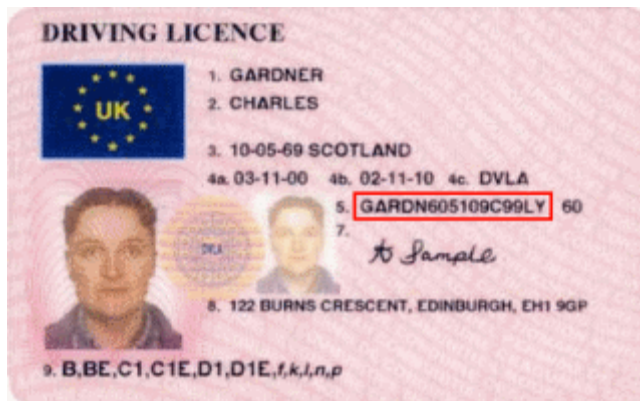 DRIVING LICENCE
UK
1. GARDNER
2. CHARLES
3. 10-05-69 SCOTLAND
4a. 03-11-00 4b. 02-11-10 4c. DVLA
5. GARDN605109C99LY 60
7.
A Sample
DVLA
8. 122 BURNS CRESCENT, EDINBURGH, EH1 9GP
9. B,BE,C1,C1E,D1,D1E,f,k,l,n,p